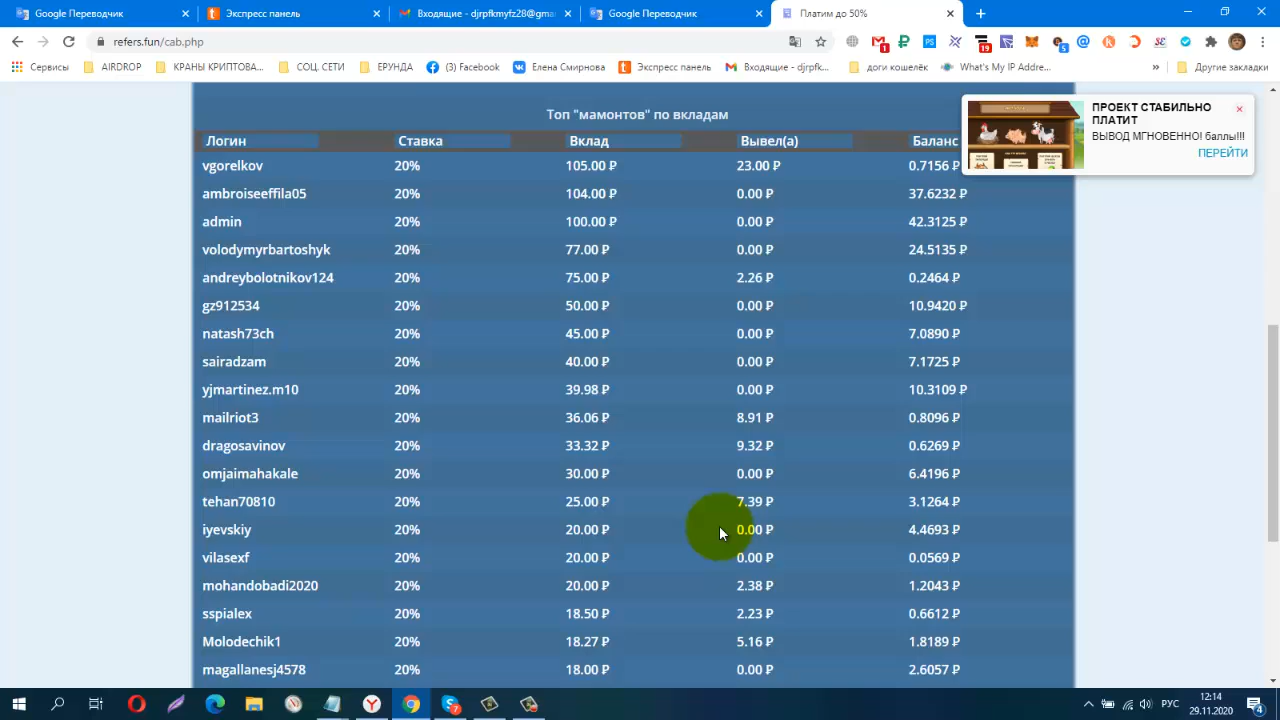 Google Переводчик
Экспресс панель
Входящие - djrpfkmyfz28@gma
Google Переводчик
Платим до 50%
refers.fun/cab.php
1
19
5
Сервисы
AIRDROP
КРАНЫ КРИПТОВА...
СОЦ. СЕТИ
ЕРУНДА
(3) Facebook
Елена Смирнова
Экспресс панель
Входящие - djrpfk...
доги кошелёк
What's My IP Addre...
»
Другие закладки
ПРОЕКТ СТАБИЛЬНО
ПЛАТИТ
ВЫВОД МГНОВЕННО! баллы!!!
ПЕРЕЙТИ
Топ "мамонтов" по вкладам
Логин Ставка Вклад Вывел(а) Баланс
vgorelkov 20% 105.00 ₽ 23.00 ₽ 0.7156 ₽
ambroiseeffila05 20% 104.00 ₽ 0.00 ₽ 37.6232 ₽
admin 20% 100.00 ₽ 0.00 ₽ 42.3125 ₽
volodymyrbartoshyk 20% 77.00 ₽ 0.00 ₽ 24.5135 ₽
andreybolotnikov124 20% 75.00 ₽ 2.26 ₽ 0.2464 ₽
gz912534 20% 50.00 ₽ 0.00 ₽ 10.9420 ₽
natash73ch 20% 45.00 ₽ 0.00 ₽ 7.0890 ₽
sairadzam 20% 40.00 ₽ 0.00 ₽ 7.1725 ₽
yjmartinez.m10 20% 39.98 ₽ 0.00 ₽ 10.3109 ₽
mailriot3 20% 36.06 ₽ 8.91 ₽ 0.8096 ₽
dragosavinov 20% 33.32 ₽ 9.32 ₽ 0.6269 ₽
omjaimahakale 20% 30.00 ₽ 0.00 ₽ 6.4196 ₽
tehan70810 20% 25.00 ₽ 7.39 ₽ 3.1264 ₽
iyevskiy 20% 20.00 ₽ 0.00 ₽ 4.4693 ₽
vilasexf 20% 20.00 ₽ 0.00 ₽ 0.0569 ₽
mohandobadi2020 20% 20.00 ₽ 2.38 ₽ 1.2043 ₽
sspialex 20% 18.50 ₽ 2.23 ₽ 0.6612 ₽
Molodechik1 20% 18.27 ₽ 5.16 ₽ 1.8189 ₽
magallanesj4578 20% 18.00 ₽ 0.00 ₽ 2.6057 ₽
РУС
12:14
29.11.2020
4